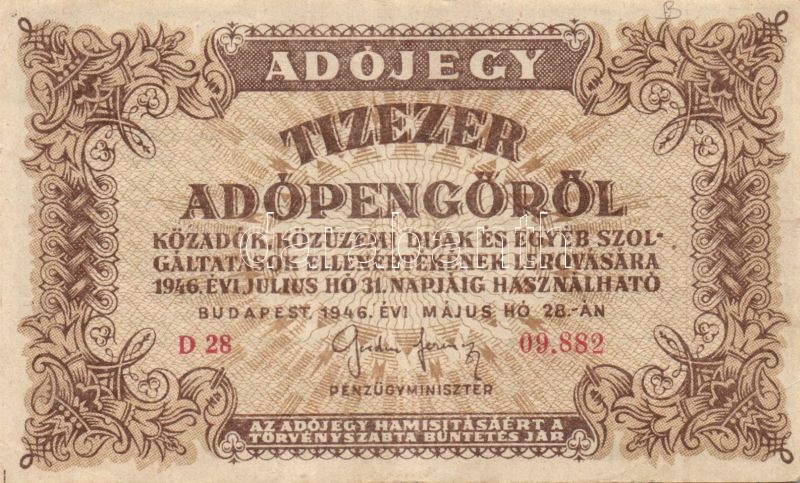 B
ADÓJEGY
TIZEZER
ADÓPENGŐRŐL
KÖZADÓK, KÖZÜZEMI DIJAK ÉS EGYÉB SZOL-
GÁLTATÁSOK ELLENÉRTÉKÉNEK LEROVÁSÁRA
1946. ÉVI JULIUS HÓ 31. NAPJÁIG HASZNÁLHATÓ
BUDAPEST, 1946. ÉVI MÁJUS HÓ 28.-ÁN
D 28 09.882
PÉNZÜGYMINISZTER
AZ ADÓJEGY HAMISITÁSÁÉRT A
TÖRVÉNYSZABTA BÜNTETÉS JÁR